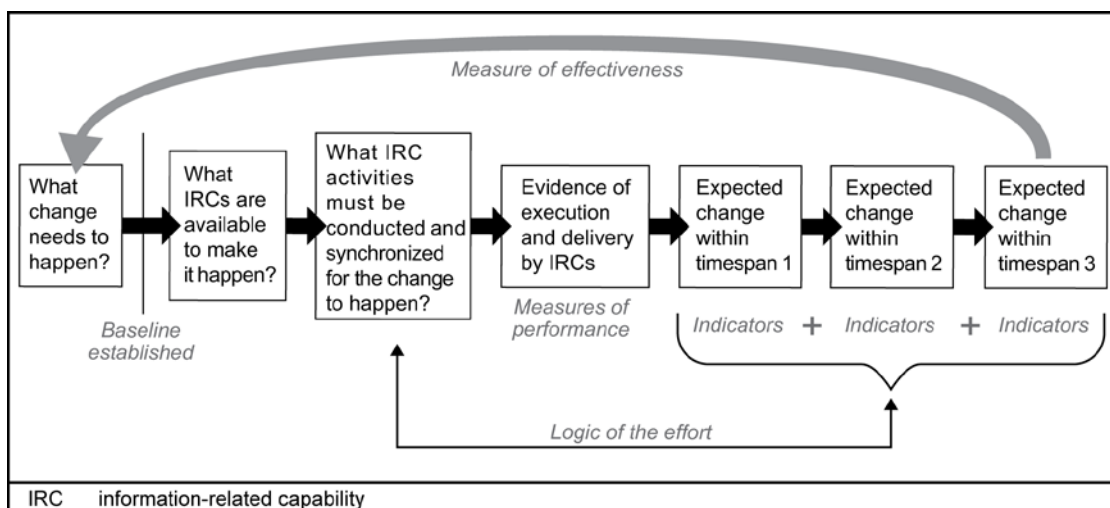 Measure of effectiveness
What
change
needs to
happen?
What
IRCs are
available
to make
it happen?
What IRC
activities
must be
conducted and
synchronized
for the change
to happen?
Evidence of
execution
and delivery
by IRCs
Expected
change
within
timespan 1
Expected
change
within
timespan 2
Expected
change
within
timespan 3
Baseline
established
Measures of
performance
Indicators + Indicators + Indicators
Logic of the effort
IRC information-related capability